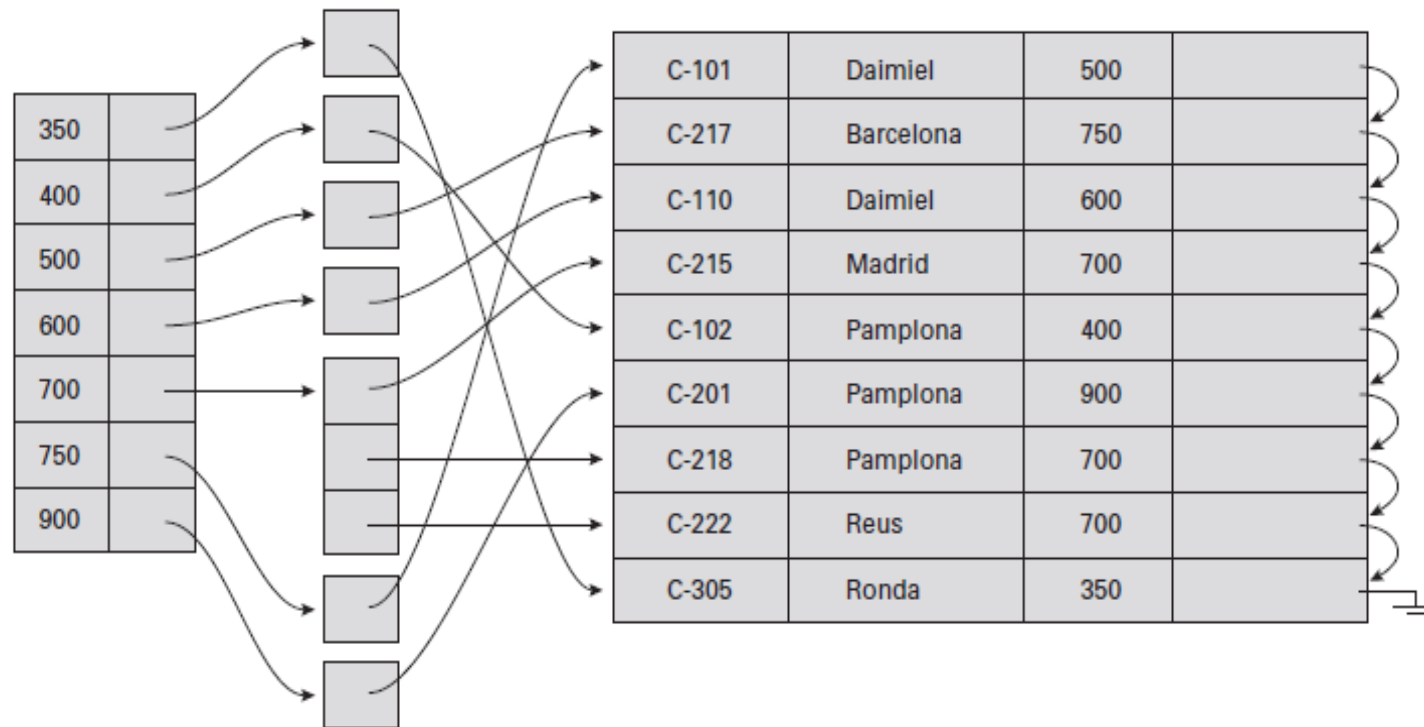 350
400
500
600
700
750
900
C-101 Daimiel 500
C-217 Barcelona 750
C-110 Daimiel 600
C-215 Madrid 700
C-102 Pamplona 400
C-201 Pamplona 900
C-218 Pamplona 700
C-222 Reus 700
C-305 Ronda 350